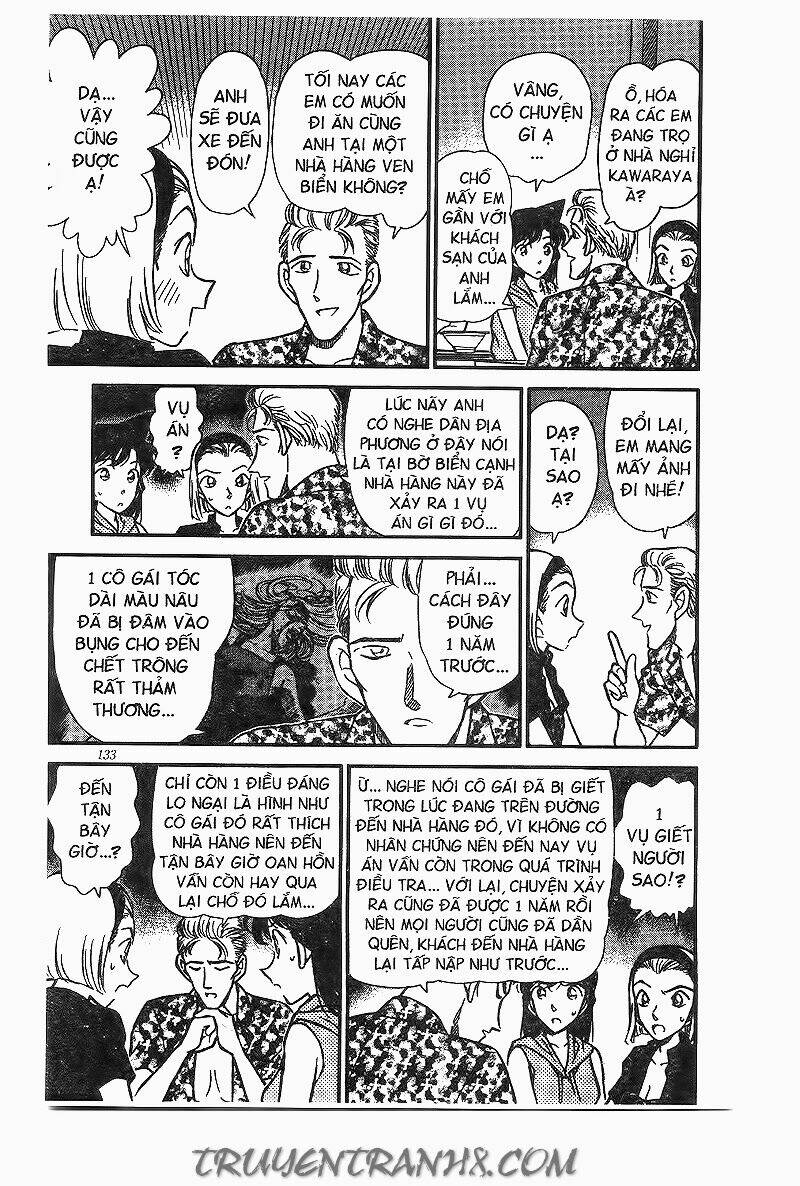 Ồ, HÓA
RA CÁC EM
ĐANG TRỌ
Ở NHÀ NGHỈ
KAWARAYA
À?
VÂNG,
CÓ CHUYỆN
GÌ Ạ
...
CHỖ
MẤY EM
GẦN VỚI
KHÁCH
SẠN CỦA
ANH
LẮM...
TỐI NAY CÁC
EM CÓ MUỐN
ĐI ĂN CÙNG
ANH TẠI MỘT
NHÀ HÀNG VEN
BIỂN KHÔNG?
ANH
SẼ ĐƯA
XE ĐẾN
ĐÓN!
DẠ...
VẬY
CŨNG
ĐƯỢC
Ạ!
ĐỔI LẠI,
EM MANG
MẤY ẢNH
ĐI NHÉ!
DẠ?
TẠI
SAO
Ạ?
LÚC NÃY ANH
CÓ NGHE DÂN ĐỊA
PHƯƠNG Ở ĐÂY NÓI
LÀ TẠI BỜ BIỂN CẠNH
NHÀ HÀNG NÀY ĐÃ
XẢY RA 1 VỤ
ÁN GÌ GÌ ĐÓ...
VỤ
ÁN
?
PHẢI...
CÁCH ĐÂY
ĐÚNG
1 NĂM
TRƯỚC...
1 CÔ GÁI TÓC
DÀI MÀU NÂU
ĐÃ BỊ ĐÂM VÀO
BỤNG CHO ĐẾN
CHẾT TRÔNG
RẤT THẢM
THƯƠNG...
133
1
VỤ GIẾT
NGƯỜI
SAO!?
Ừ... NGHE NÓI CÔ GÁI ĐÃ BỊ GIẾT
TRONG LÚC ĐANG TRÊN ĐƯỜNG
ĐẾN NHÀ HÀNG ĐÓ, VÌ KHÔNG CÓ
NHÂN CHỨNG NÊN ĐẾN NAY VỤ
ÁN VẪN CÒN TRONG QUÁ TRÌNH
ĐIỀU TRA... VỚI LẠI, CHUYỆN XẢY
RA CŨNG ĐÃ ĐƯỢC 1 NĂM RỒI
NÊN MỌI NGƯỜI CŨNG ĐÃ DẦN
QUÊN, KHÁCH ĐẾN NHÀ HÀNG
LẠI TẤP NẬP NHƯ TRƯỚC...
CHỈ CÒN 1 ĐIỀU ĐÁNG
LO NGẠI LÀ HÌNH NHƯ
CÔ GÁI ĐÓ RẤT THÍCH
NHÀ HÀNG NÊN ĐẾN
TẬN BÂY GIỜ OAN HỒN
VẪN CÒN HAY QUA
LẠI CHỖ ĐÓ LẮM...
ĐẾN
TẬN
BÂY
GIỜ...?
TRUYENTRANH8.COM